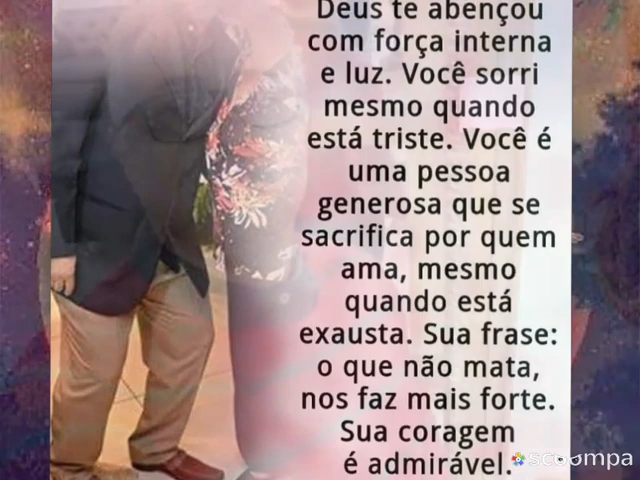 Deus te abençou
com força interna
e luz. Você sorri
mesmo quando
está triste. Você é
uma pessoa
generosa que se
sacrifica por quem
ama, mesmo
quando está
exausta. Sua frase:
o que não mata,
nos faz mais forte.
Sua coragem
é admirável.
scoompa